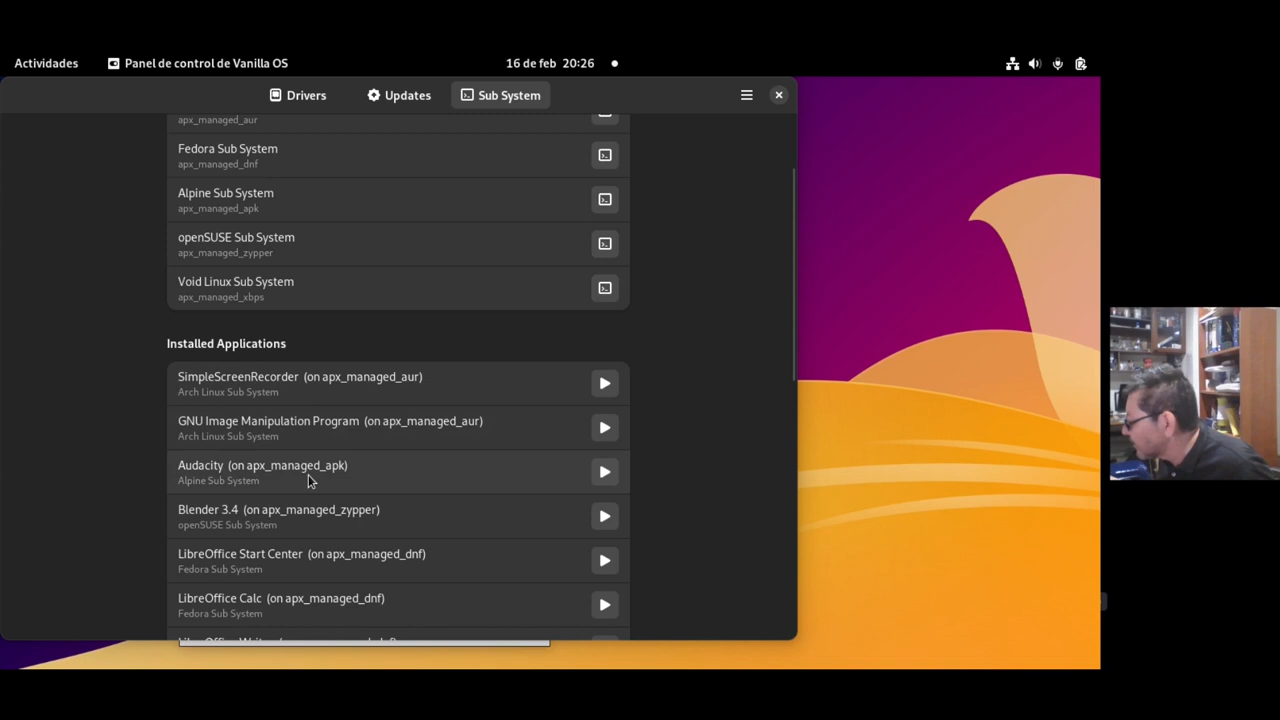 Actividades
Panel de control de Vanilla OS
16 de feb 20:26
Drivers
Updates
Sub System
apx_managed_aur
Fedora Sub System
apx_managed_dnf
Alpine Sub System
apx_managed_apk
openSUSE Sub System
apx_managed_zypper
Void Linux Sub System
apx_managed_xbps
Installed Applications
SimpleScreenRecorder (on apx_managed_aur)
Arch Linux Sub System
GNU Image Manipulation Program (on apx_managed_aur)
Arch Linux Sub System
Audacity (on apx_managed_apk)
Alpine Sub System
Blender 3.4 (on apx_managed_zypper)
openSUSE Sub System
LibreOffice Start Center (on apx_managed_dnf)
Fedora Sub System
LibreOffice Calc (on apx_managed_dnf)
Fedora Sub System